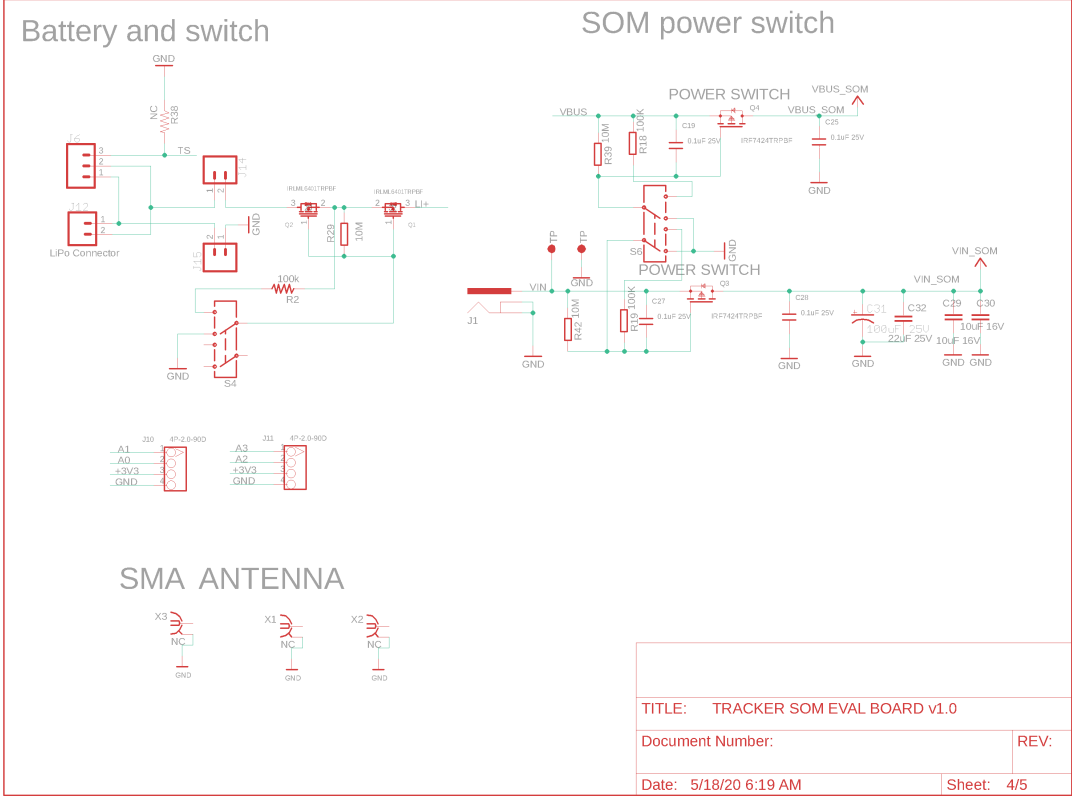 Battery and switch
SOM power switch
GND
NC
R38
J6
3
2
1
TS
J14
1
2
J12
1
2
LiPo Connector
J15
2
1
GND
IRLML6401TRPBF
3
2
1
Q2
R29
10M
IRLML6401TRPBF
2
3
1
Q1
LI+
100k
R2
GND
S4
POWER SWITCH
VBUS
R39 10M
R18 100K
C19
0.1uF 25V
Q4
IRF7424TRPBF
VBUS_SOM
VBUS_SOM
C25
0.1uF 25V
GND
S6
GND
TP
TP
GND
POWER SWITCH
VIN
J1
GND
R42 10M
R19 100K
C27
0.1uF 25V
Q3
IRF7424TRPBF
C28
0.1uF 25V
GND
VIN_SOM
VIN_SOM
C31
100uF 25V
GND
C32
22uF 25V
C29
10uF 16V
GND
C30
10uF 16V
GND
J10
4P-2.0-90D
A1
A0
+3V3
GND
1
2
3
4
J11
4P-2.0-90D
A3
A2
+3V3
GND
1
2
3
4
SMA ANTENNA
X3
NC
GND
X1
NC
GND
X2
NC
GND
TITLE: TRACKER SOM EVAL BOARD v1.0
Document Number:
REV:
Date: 5/18/20 6:19 AM
Sheet: 4/5